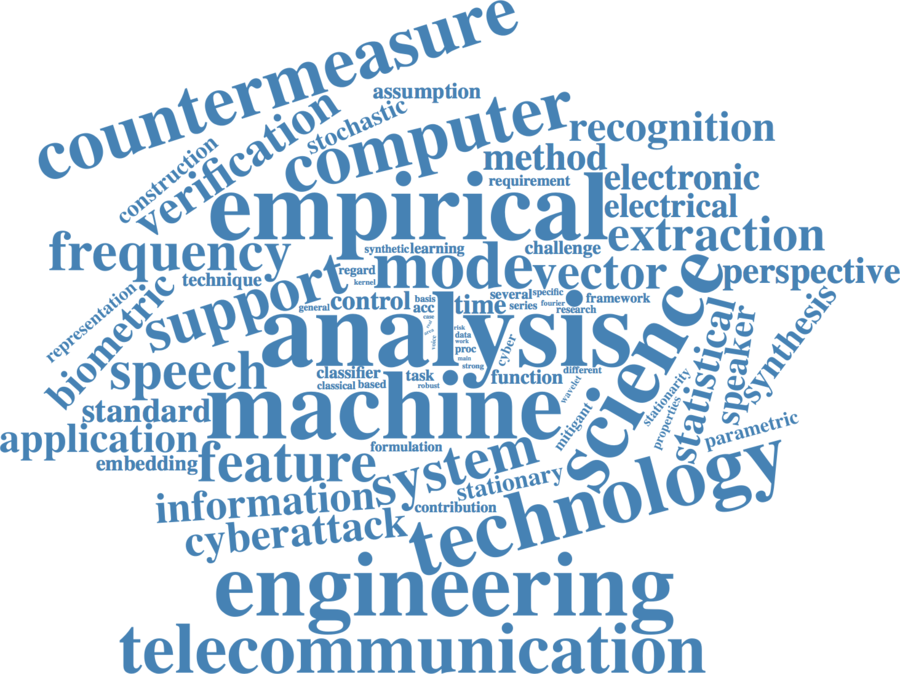 countermeasure
assumption
stochastic
verification
construction
computer
recognition
method
requirement
electronic
empirical
electrical
frequency
synthetic
learning
challenge
extraction
technique
support
regard
kernel
mode
vector
perspective
representation
biometric
general
control
basis
acc
case
time
several
specific
series
fourier
framework
research
science
analysis
risk
data
work
proc
main
strong
cyber
voice
speech
classifier
classical
based
task
robust
function
different
wavelet
statistical
speaker
synthesis
standard
machine
mitigant
stationarity
properties
parametric
application
embedding
feature
formulation
system
stationary
information
contribution
cyberattack
technology
engineering
telecommunication